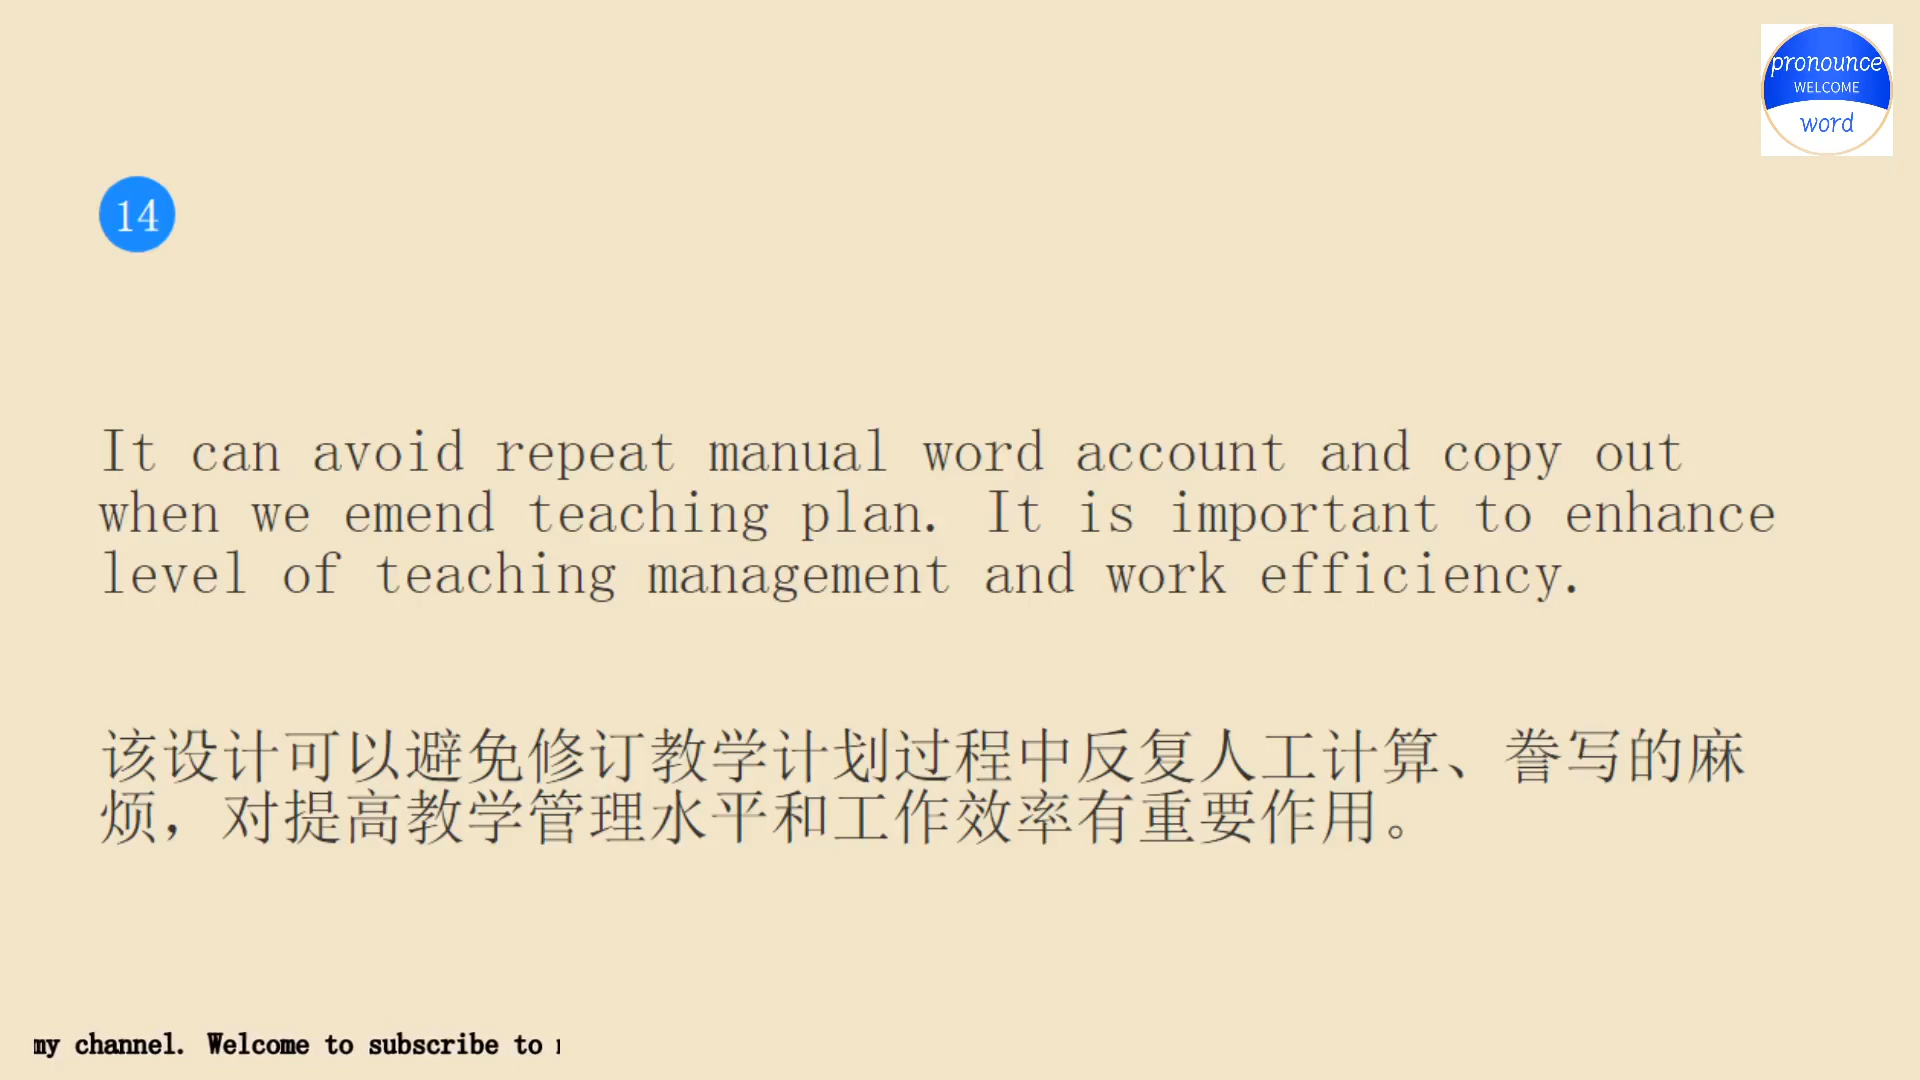 pronounce
WELCOME
word
14
It can avoid repeat manual word account and copy out
when we emend teaching plan. It is important to enhance
level of teaching management and work efficiency.
该设计可以避免修订教学计划过程中反复人工计算、誊写的麻
烦，对提高教学管理水平和工作效率有重要作用。
my channel. Welcome to subscribe to